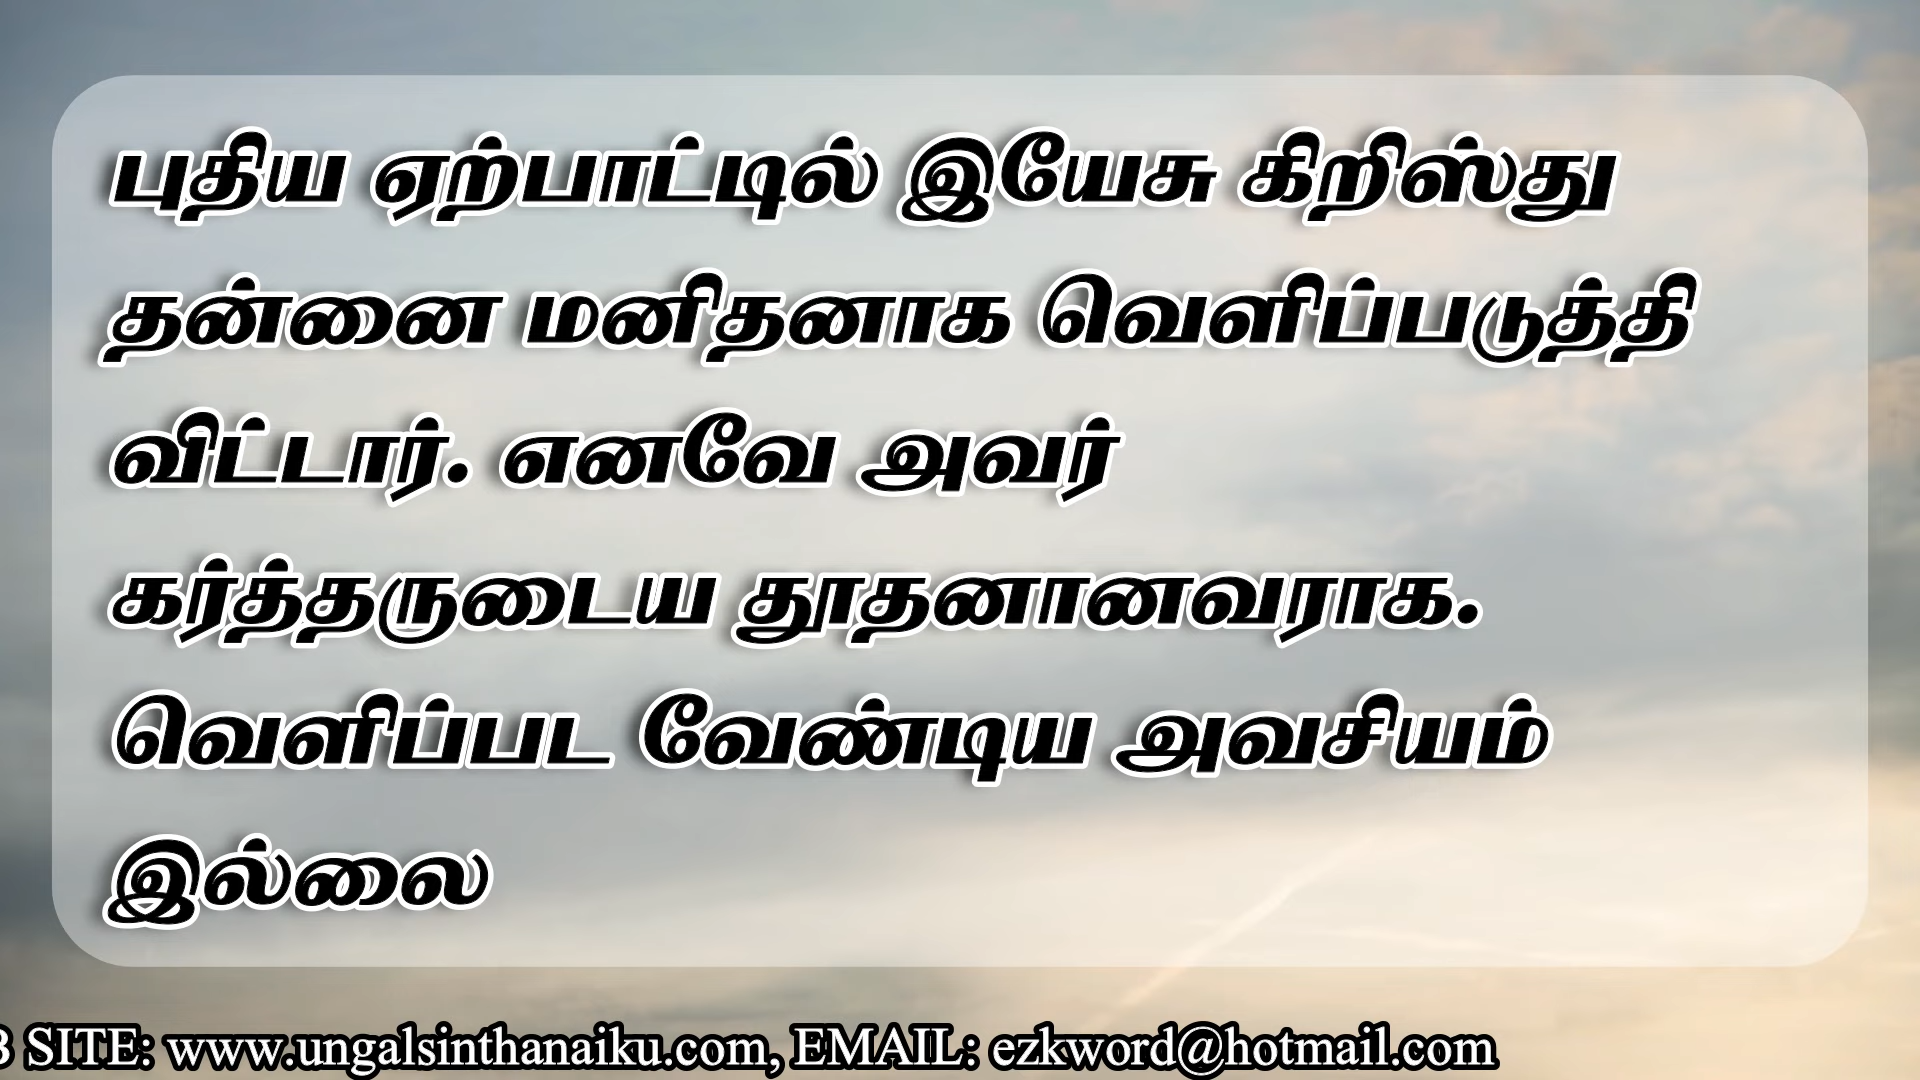 புதிய ஏற்பாட்டில் இயேசு கிறிஸ்து
தன்னை மனிதனாக வெளிப்படுத்தி
விட்டார். எனவே அவர்
கர்த்தருடைய தூதனானவராக.
வெளிப்பட வேண்டிய அவசியம்
இல்லை
SITE: www.ungalsinthanaiku.com, EMAIL: ezkword@hotmail.com